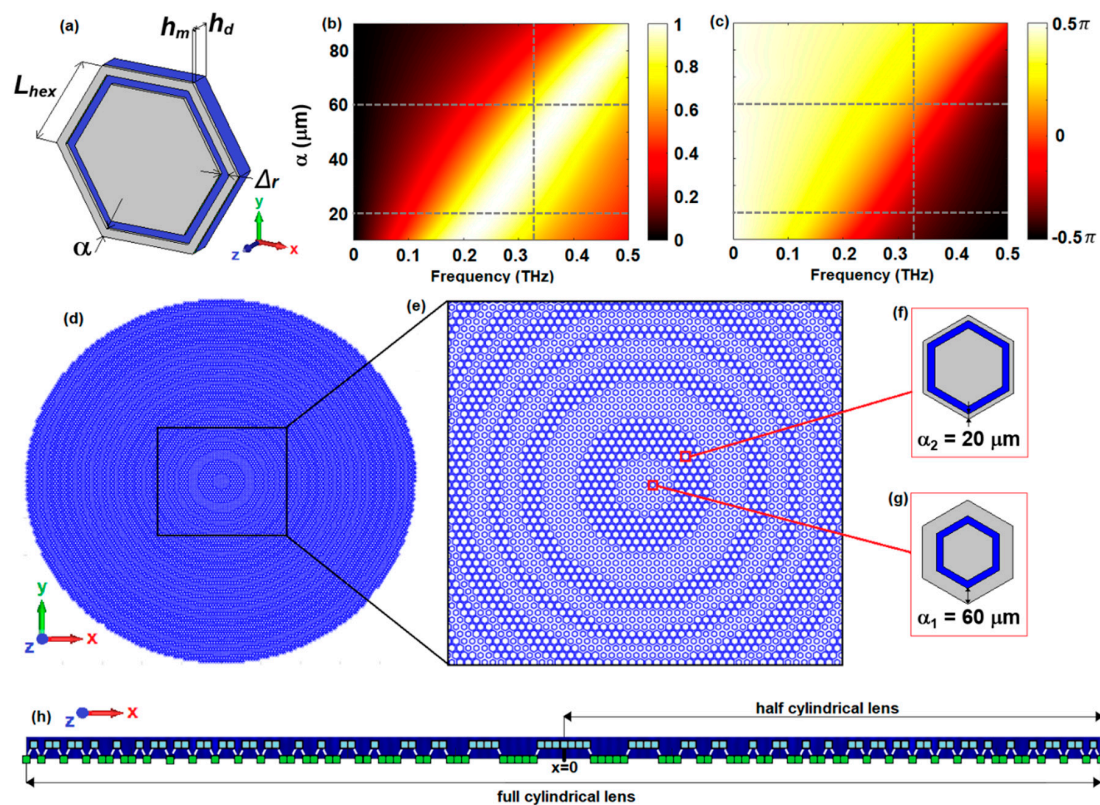 (a)
h_m
h_d
L_hex
Δr
α
y
x
z
(b)
α (μm)
80
60
40
20
0
0.1
0.2
0.3
0.4
0.5
Frequency (THz)
1
0.8
0.6
0.4
0.2
0
(c)
0
0.1
0.2
0.3
0.4
0.5
Frequency (THz)
0.5π
0
-0.5π
(d)
y
z
x
(e)
(f)
α₂ = 20 μm
(g)
α₁ = 60 μm
(h)
z
x
half cylindrical lens
x=0
full cylindrical lens